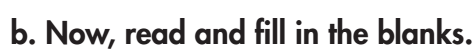 b. Now, read and fill in the blanks.